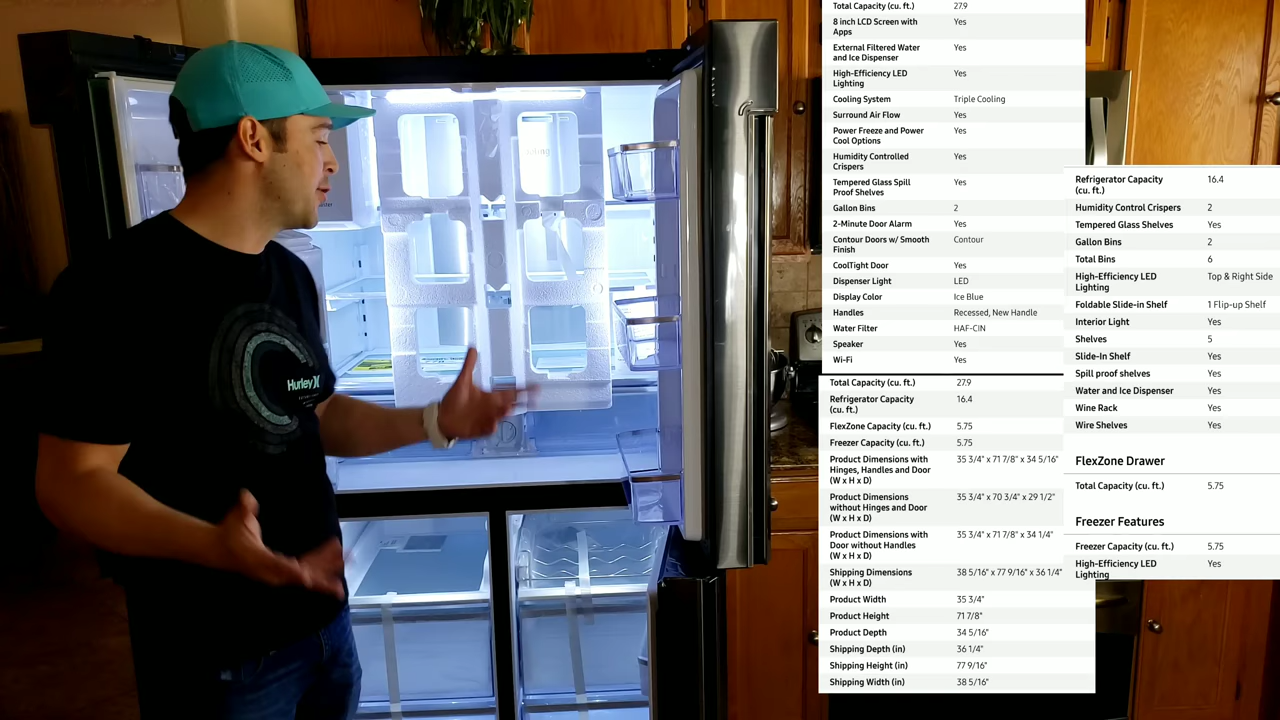 Total Capacity (cu. ft.) 27.9
8 inch LCD Screen with Yes
Apps
External Filtered Water Yes
and Ice Dispenser
High-Efficiency LED Yes
Lighting
Cooling System Triple Cooling
Surround Air Flow Yes
Power Freeze and Power Yes
Cool Options
Humidity Controlled Yes
Crispers
Tempered Glass Spill Yes
Proof Shelves
Gallon Bins 2
2-Minute Door Alarm Yes
Contour Doors w/ Smooth Contour
Finish
CoolTight Door Yes
Dispenser Light LED
Display Color Ice Blue
Handles Recessed, New Handle
Water Filter HAF-CIN
Speaker Yes
Wi-Fi Yes
Total Capacity (cu. ft.) 27.9
Refrigerator Capacity 16.4
(cu. ft.)
FlexZone Capacity (cu. ft.) 5.75
Freezer Capacity (cu. ft.) 5.75
Product Dimensions with 35 3/4" x 71 7/8" x 34 5/16"
Hinges, Handles and Door
(W x H x D)
Product Dimensions 35 3/4" x 70 3/4" x 29 1/2"
without Hinges and Door
(W x H x D)
Product Dimensions with 35 3/4" x 71 7/8" x 34 1/4"
Door without Handles
(W x H x D)
Shipping Dimensions 38 5/16" x 77 9/16" x 36 1/4"
(W x H x D)
Product Width 35 3/4"
Product Height 71 7/8"
Product Depth 34 5/16"
Shipping Depth (in) 36 1/4"
Shipping Height (in) 77 9/16"
Shipping Width (in) 38 5/16"
Refrigerator Capacity 16.4
(cu. ft.)
Humidity Control Crispers 2
Tempered Glass Shelves Yes
Gallon Bins 2
Total Bins 6
High-Efficiency LED Top & Right Side
Lighting
Foldable Slide-in Shelf 1 Flip-up Shelf
Interior Light Yes
Shelves 5
Slide-In Shelf Yes
Spill proof shelves Yes
Water and Ice Dispenser Yes
Wine Rack Yes
Wire Shelves Yes
FlexZone Drawer
Total Capacity (cu. ft.) 5.75
Freezer Features
Freezer Capacity (cu. ft.) 5.75
High-Efficiency LED Yes
Lighting
Hurley